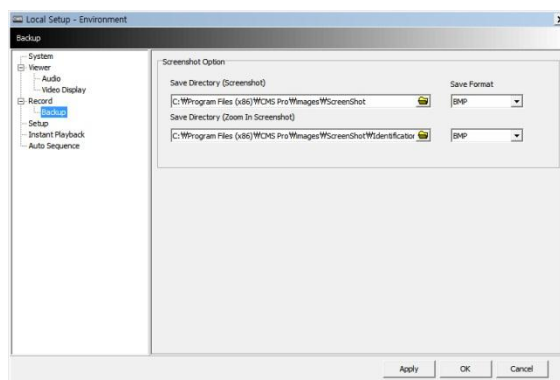 Local Setup - Environment
Backup
System
Viewer
Audio
Video Display
Record
Backup
Setup
Instant Playback
Auto Sequence
Screenshot Option
Save Directory (Screenshot)
Save Format
C:₩Program Files (x86)₩CMS Pro₩Images₩ScreenShot
BMP
Save Directory (Zoom In Screenshot)
C:₩Program Files (x86)₩CMS Pro₩Images₩ScreenShot₩Identification
BMP
Apply
OK
Cancel